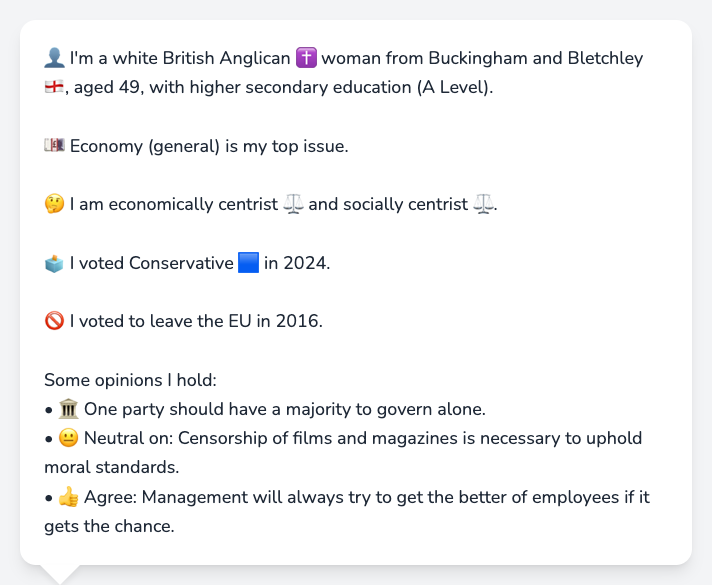 👤 I'm a white British Anglican ✝️ woman from Buckingham and Bletchley
🏴󠁧󠁢󠁥󠁮󠁧󠁿, aged 49, with higher secondary education (A Level).
💷 Economy (general) is my top issue.
🤔 I am economically centrist ⚖️ and socially centrist ⚖️.
🗳️ I voted Conservative 🟦 in 2024.
🚫 I voted to leave the EU in 2016.
Some opinions I hold:
• 🏛️ One party should have a majority to govern alone.
• 😐 Neutral on: Censorship of films and magazines is necessary to uphold
moral standards.
• 👍 Agree: Management will always try to get the better of employees if it
gets the chance.